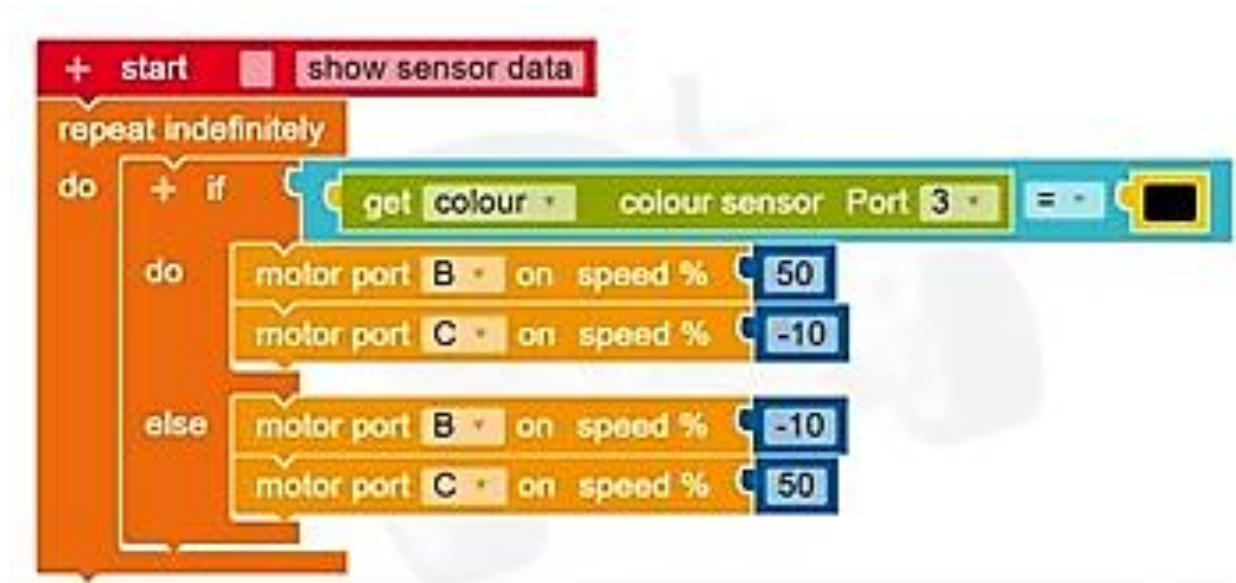 + start show sensor data
repeat indefinitely
do + if get colour colour sensor Port 3 =
do motor port B on speed % 50
motor port C on speed % -10
else motor port B on speed % -10
motor port C on speed % 50